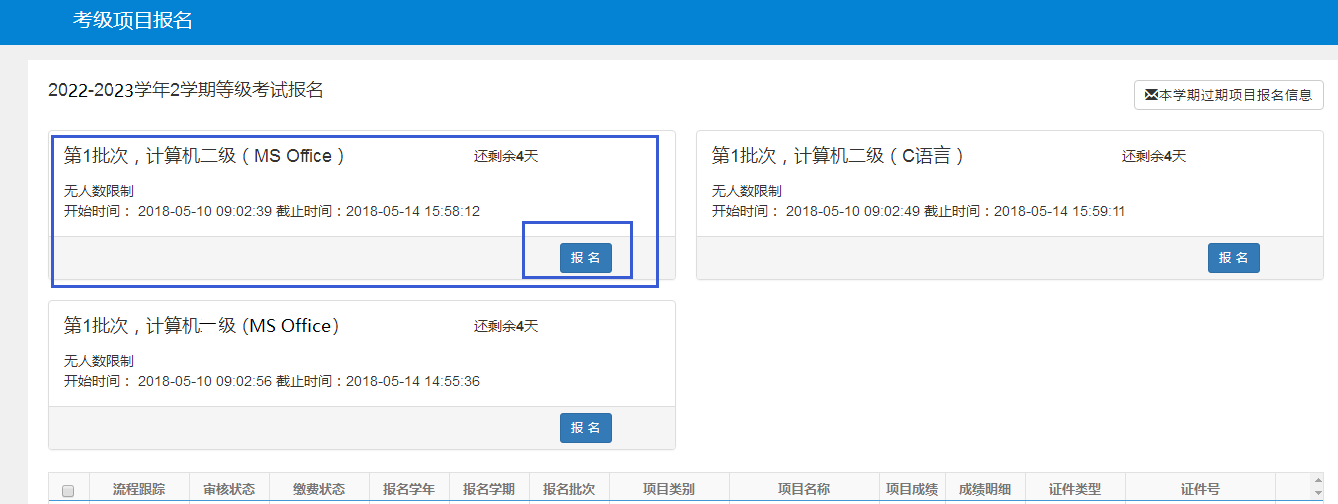 考级项目报名
2022-2023学年2学期等级考试报名
本学期过期项目报名信息
第1批次，计算机二级（MS Office）
还剩余4天
无人数限制
开始时间： 2018-05-10 09:02:39 截止时间：2018-05-14 15:58:12
报 名
第1批次，计算机二级（C语言）
还剩余4天
无人数限制
开始时间： 2018-05-10 09:02:49 截止时间：2018-05-14 15:59:11
报 名
第1批次，计算机一级 (MS Office)
还剩余4天
无人数限制
开始时间： 2018-05-10 09:02:56 截止时间：2018-05-14 14:55:36
报 名
流程跟踪 审核状态 缴费状态 报名学年 报名学期 报名批次 项目类别 项目名称 项目成绩 成绩明细 证件类型 证件号